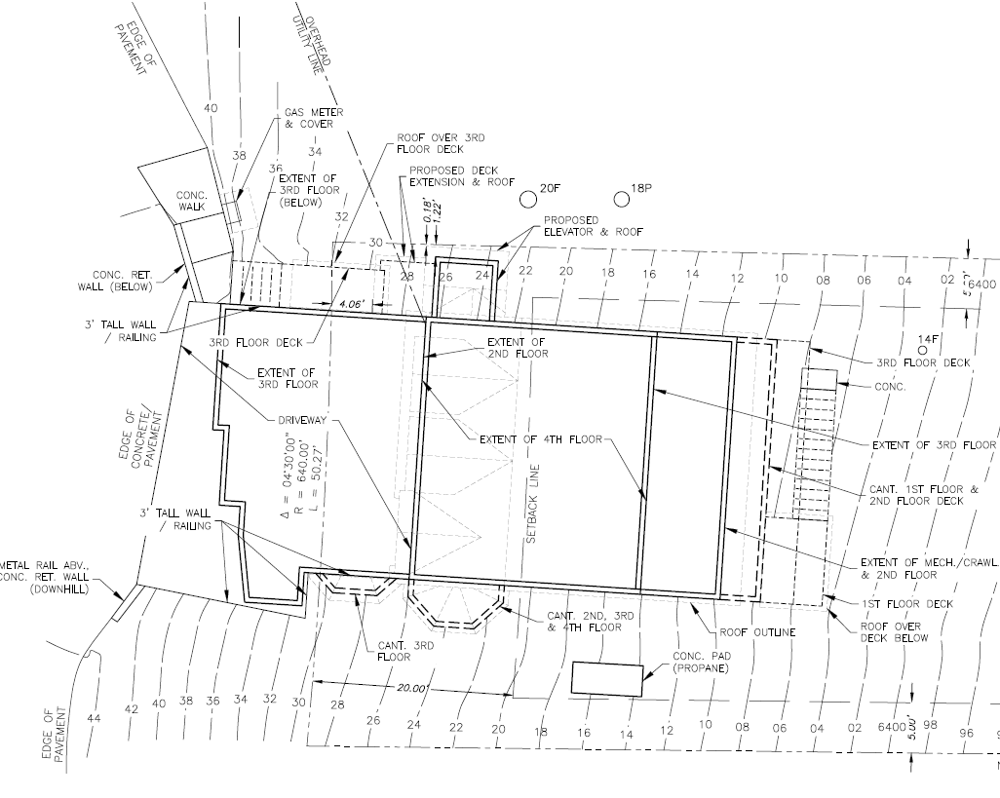 EDGE OF
PAVEMENT
OVERHEAD
UTILITY LINE
40
38
36
34
32
30
GAS METER
& COVER
EXTENT OF
3RD FLOOR
(BELOW)
ROOF OVER 3RD
FLOOR DECK
PROPOSED DECK
EXTENSION & ROOF
0.18'
1.22'
20F
18P
PROPOSED
ELEVATOR & ROOF
CONC.
WALK
CONC. RET.
WALL (BELOW)
28
26
24
22
20
18
16
14
12
10
08
06
04
02
6400
3' TALL WALL
/ RAILING
4.06'
3RD FLOOR DECK
EXTENT OF
2ND FLOOR
EXTENT OF
3RD FLOOR
14F
3RD FLOOR DECK
CONC.
EDGE OF
CONCRETE/
PAVEMENT
DRIVEWAY
Δ = 04°30'00"
R = 640.00'
L = 50.27'
EXTENT OF 4TH FLOOR
SETBACK LINE
EXTENT OF 3RD FLOOR
CANT. 1ST FLOOR &
2ND FLOOR DECK
3' TALL WALL
/ RAILING
METAL RAIL ABV.,
CONC. RET. WALL
(DOWNHILL)
EXTENT OF MECH./CRAWL
& 2ND FLOOR
1ST FLOOR DECK
ROOF OVER
DECK BELOW
CANT. 2ND, 3RD
& 4TH FLOOR
ROOF OUTLINE
CANT. 3RD
FLOOR
CONC. PAD
(PROPANE)
20.00'
EDGE OF
PAVEMENT
44
42
40
38
36
34
32
30
28
26
24
22
20
18
16
14
12
10
08
06
04
02
6400
98
96
5.00'